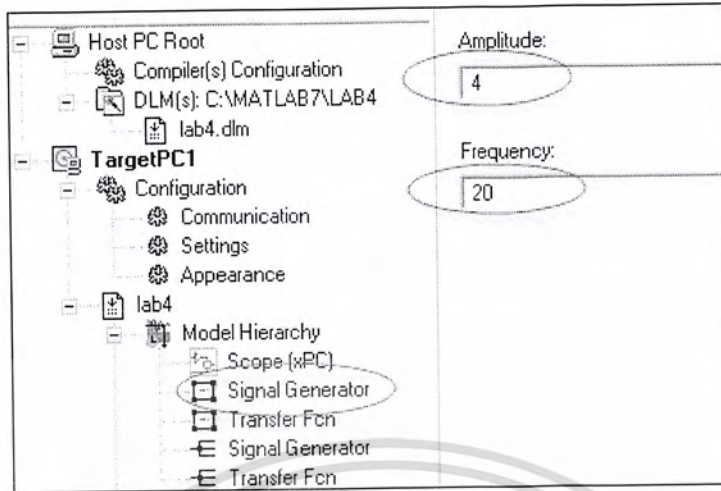 Host PC Root
Compiler(s) Configuration
DLM(s): C:\MATLAB7\LAB4
lab4.dlm
TargetPC1
Configuration
Communication
Settings
Appearance
lab4
Model Hierarchy
Scope (xPC)
Signal Generator
Transfer Fcn
Signal Generator
Transfer Fcn
Amplitude:
4
Frequency:
20